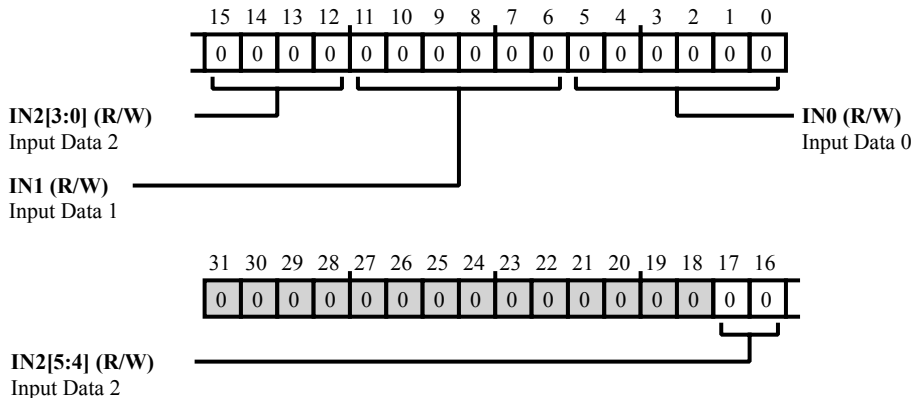 15 14 13 12 11 10 9 8 7 6 5 4 3 2 1 0
0 0 0 0 0 0 0 0 0 0 0 0 0 0 0 0
IN2[3:0] (R/W)
Input Data 2
IN0 (R/W)
Input Data 0
IN1 (R/W)
Input Data 1
31 30 29 28 27 26 25 24 23 22 21 20 19 18 17 16
0 0 0 0 0 0 0 0 0 0 0 0 0 0 0 0
IN2[5:4] (R/W)
Input Data 2